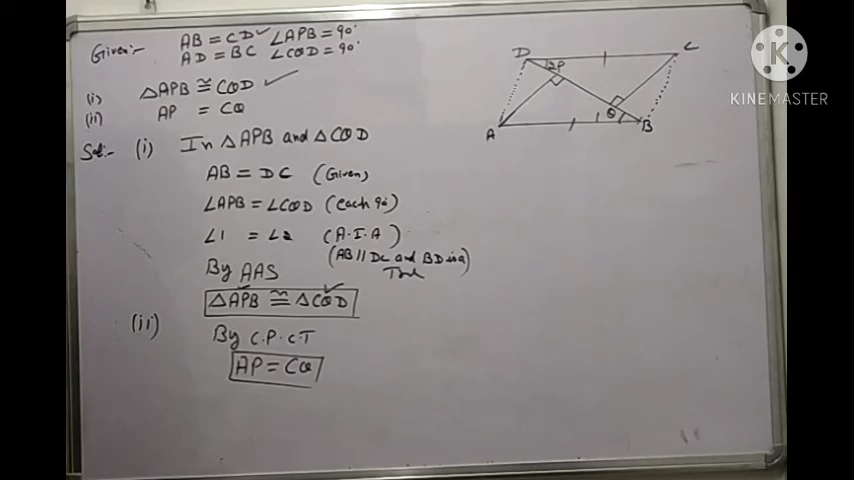 Given:- AB = CD ✓ ∠APB = 90°
AD = BC ∠CQD = 90°
(i) △APB ≅ CQD ✓
(ii) AP = CQ
Sol:- (i) In △APB and △CQD
AB = DC (Given)
∠APB = ∠CQD (each 90°)
∠1 = ∠2 (A.I.A)
(AB || DC and BD is a
By AAS
△APB ≅ △CQD
(ii) By C.P.C.T
AP = CQ
D
C
2
P
A
1
Q
B
K
KINEMASTER